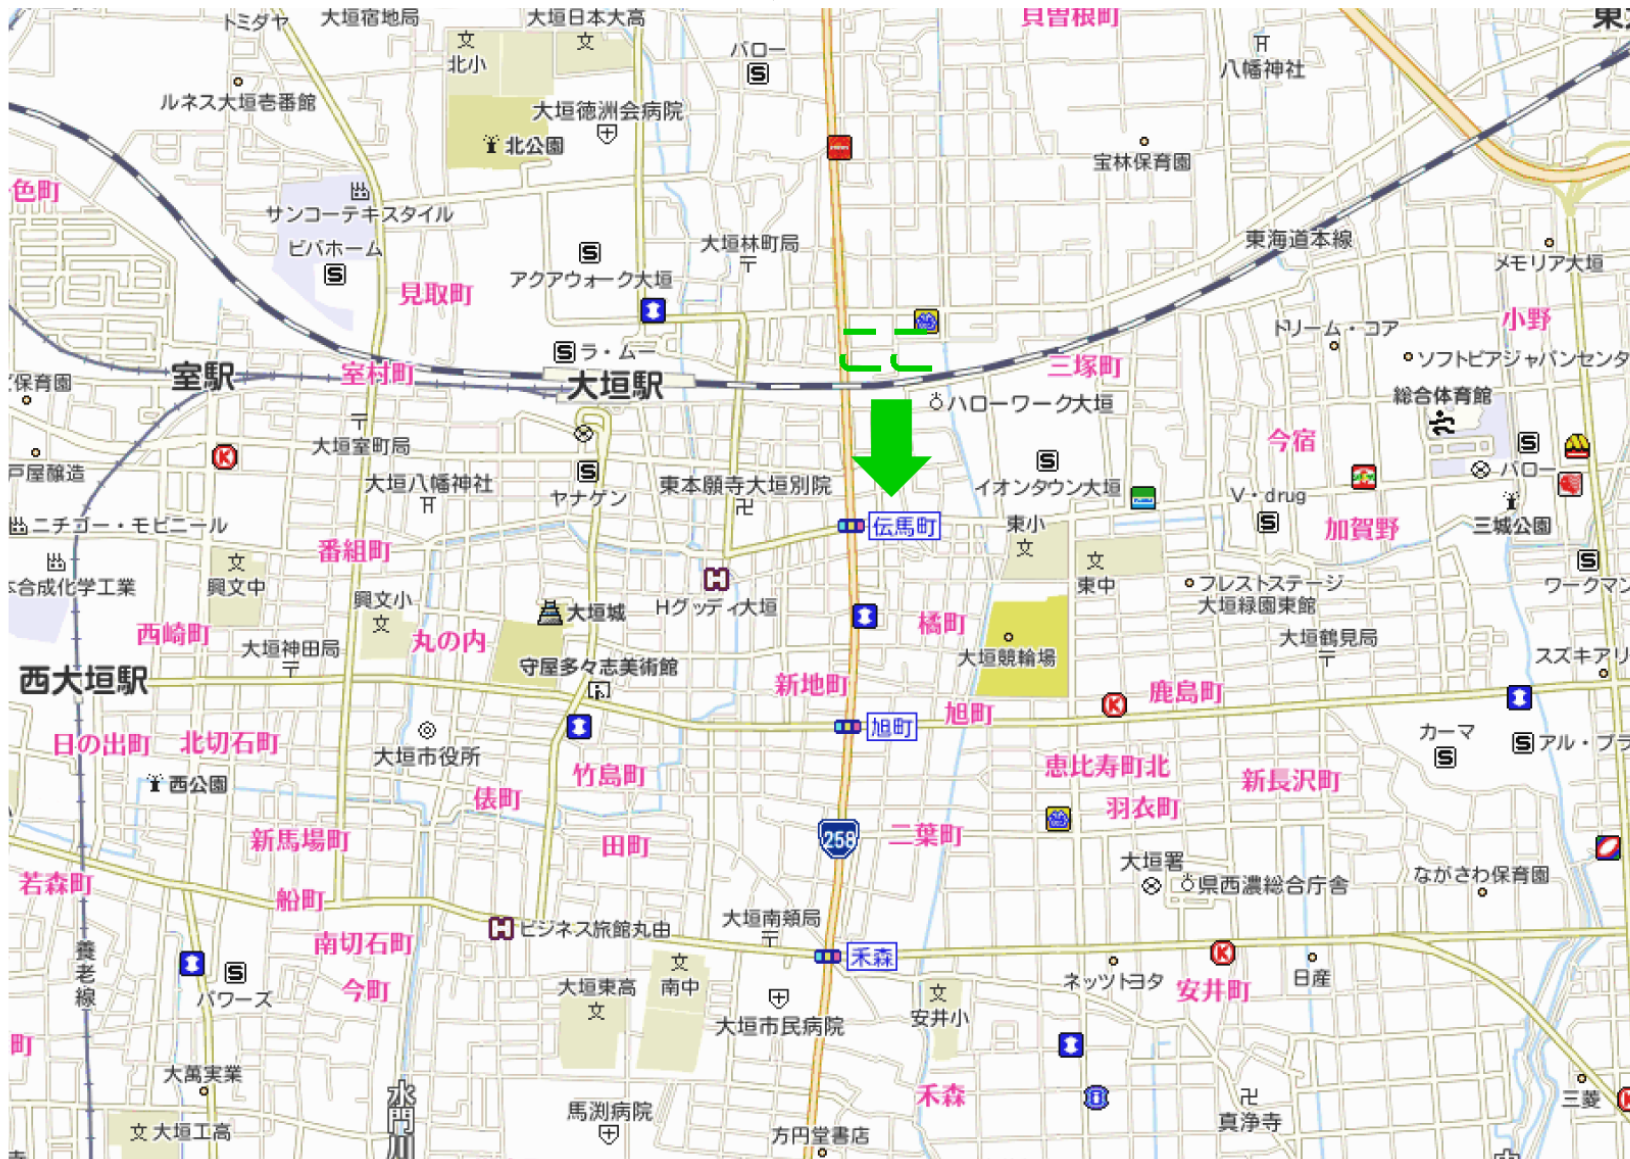 トミダヤ
大垣宿地局
大垣日本大高
貝曽根町
東大
文
北小
文
バロー
S
八幡神社
ルネス大垣壱番館
大垣徳洲会病院
北公園
宝林保育園
色町
サンコーテキスタイル
ビバホーム
S
大垣林町局
東海道本線
S
アクアウォーク大垣
メモリア大垣
見取町
小野
ドリーム・コア
S ラ・ムー
ソフトピアジャパンセンタ
室駅
室村町
大垣駅
三塚町
保育園
ハローワーク大垣
総合体育館
大垣室町局
今宿
戸屋醸造
K
S
バロー
大垣八幡神社
S
ヤナゲン
東本願寺大垣別院
S
イオンタウン大垣
V・drug
S
ニチゴー・モビニール
伝馬町
東小
文
加賀野
三城公園
番組町
文
興文中
文
東中
S
ワークマン
合成化学工業
H
Hグッディ大垣
フレストステージ
大垣緑園東館
興文小
文
大垣城
西崎町
丸の内
橘町
大垣神田局
大垣競輪場
大垣鶴見局
スズキアリ
西大垣駅
守屋多々志美術館
新地町
鹿島町
K
旭町
旭町
日の出町
北切石町
大垣市役所
カーマ
S
S アル・プラ
西公園
竹島町
恵比寿町北
新長沢町
俵町
羽衣町
新馬場町
田町
258
二葉町
大垣署
県西濃総合庁舎
ながさわ保育園
若森町
船町
H ビジネス旅館丸由
大垣南頬局
南切石町
禾森
K
養老線
S
パワーズ
今町
大垣東高
文
文
南中
大垣市民病院
文
安井小
ネッツトヨタ
安井町
日産
町
大萬実業
水門川
馬渕病院
禾森
真浄寺
三菱
文 大垣工高
方円堂書店